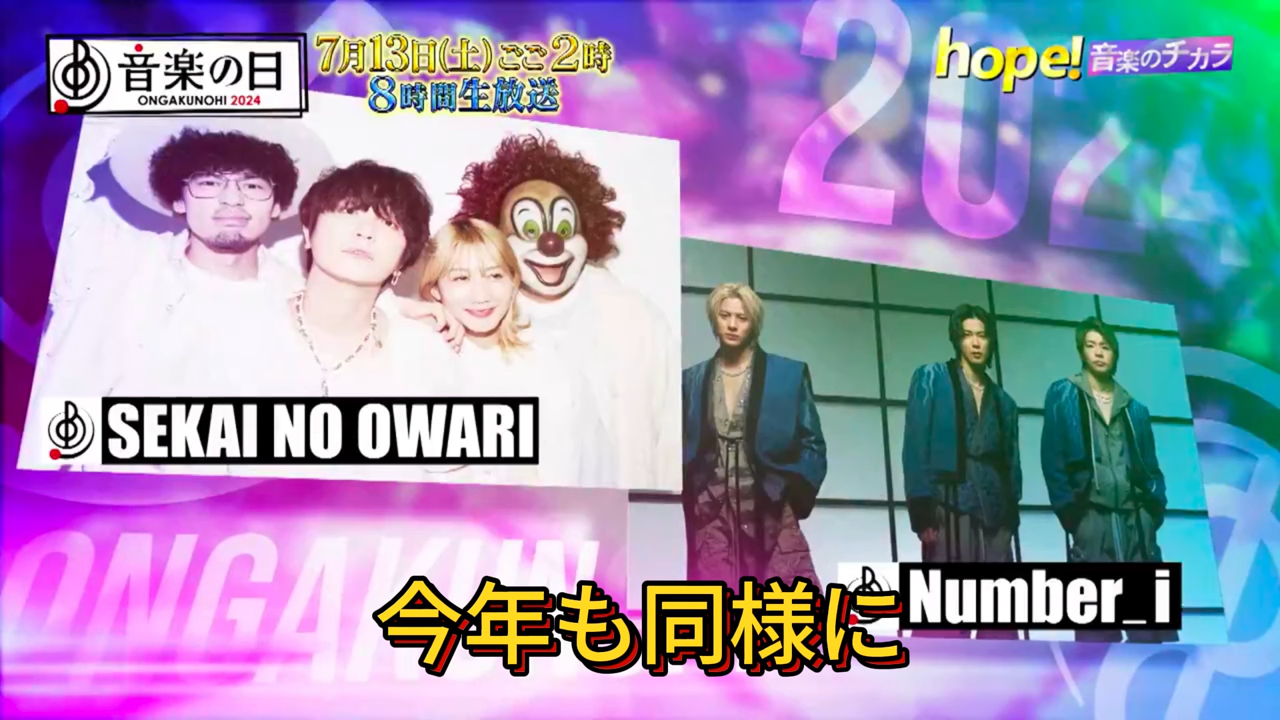 音楽の日
ONGAKUNOHI 2024
7月13日(土)ごご2時
8時間生放送
hope! 音楽のチカラ
202
SEKAI NO OWARI
Number_i
ONGAKUN
今年も同様に